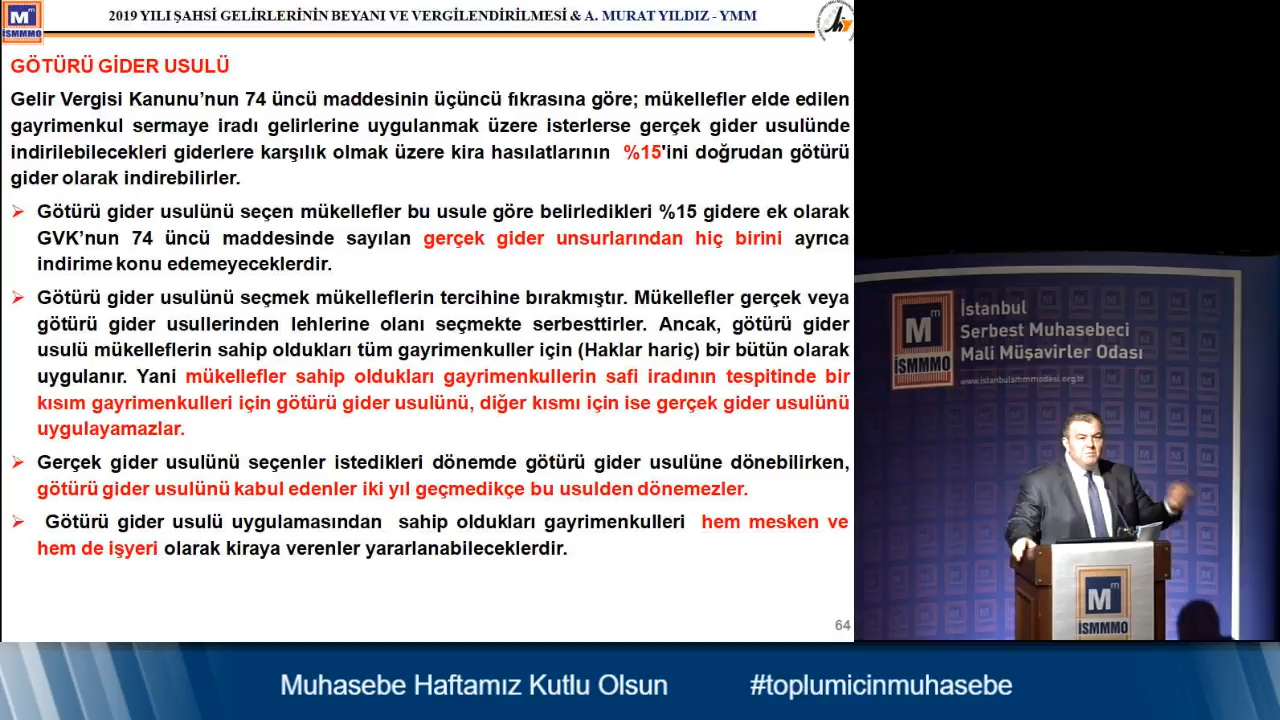 2019 YILI ŞAHSİ GELİRLERİNİN BEYANI VE VERGİLENDİRİLMESİ & A. MURAT YILDIZ - YMM
Mm
İSMMMO
GÖTÜRÜ GİDER USULÜ
Gelir Vergisi Kanunu’nun 74 üncü maddesinin üçüncü fıkrasına göre; mükellefler elde edilen
gayrimenkul sermaye iradı gelirlerine uygulanmak üzere isterlerse gerçek gider usulünde
indirilebilecekleri giderlere karşılık olmak üzere kira hasılatlarının %15'ini doğrudan götürü
gider olarak indirebilirler.
Götürü gider usulünü seçen mükellefler bu usule göre belirledikleri %15 gidere ek olarak
GVK’nun 74 üncü maddesinde sayılan gerçek gider unsurlarından hiç birini ayrıca
indirime konu edemeyeceklerdir.
Götürü gider usulünü seçmek mükelleflerin tercihine bırakmıştır. Mükellefler gerçek veya
götürü gider usullerinden lehlerine olanı seçmekte serbesttirler. Ancak, götürü gider
usulü mükelleflerin sahip oldukları tüm gayrimenkuller için (Haklar hariç) bir bütün olarak
uygulanır. Yani mükellefler sahip oldukları gayrimenkullerin safi iradının tespitinde bir
kısım gayrimenkulleri için götürü gider usulünü, diğer kısmı için ise gerçek gider usulünü
uygulayamazlar.
Gerçek gider usulünü seçenler istedikleri dönemde götürü gider usulüne dönebilirken,
götürü gider usulünü kabul edenler iki yıl geçmedikçe bu usulden dönemezler.
Götürü gider usulü uygulamasından sahip oldukları gayrimenkulleri hem mesken ve
hem de işyeri olarak kiraya verenler yararlanabileceklerdir.
64
Mm
İSMMMO
İstanbul
Serbest Muhasebeci
Mali Müşavirler Odası
www.istanbulsmmmodasi.org.tr
Mm
İSMMMO
Muhasebe Haftamız Kutlu Olsun
#toplumicinmuhasebe